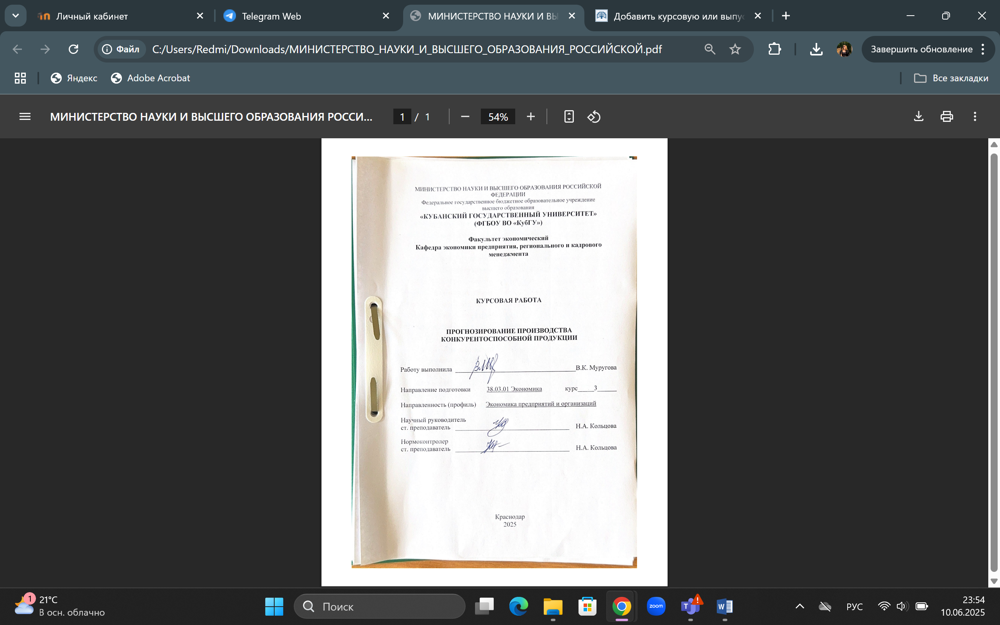 Личный кабинет
Telegram Web
МИНИСТЕРСТВО НАУКИ И ВЫ
Добавить курсовую или выпус
Файл
C:/Users/Redmi/Downloads/МИНИСТЕРСТВО_НАУКИ_И_ВЫСШЕГО_ОБРАЗОВАНИЯ_РОССИЙСКОЙ.pdf
Завершить обновление
Яндекс
Adobe Acrobat
Все закладки
МИНИСТЕРСТВО НАУКИ И ВЫСШЕГО ОБРАЗОВАНИЯ РОССИ...
1 / 1
54%
МИНИСТЕРСТВО НАУКИ И ВЫСШЕГО ОБРАЗОВАНИЯ РОССИЙСКОЙ
ФЕДЕРАЦИИ
Федеральное государственное бюджетное образовательное учреждение
высшего образования
«КУБАНСКИЙ ГОСУДАРСТВЕННЫЙ УНИВЕРСИТЕТ»
(ФГБОУ ВО «КубГУ»)
Факультет экономический
Кафедра экономики предприятия, регионального и кадрового
менеджмента
КУРСОВАЯ РАБОТА
ПРОГНОЗИРОВАНИЕ ПРОИЗВОДСТВА
КОНКУРЕНТОСПОСОБНОЙ ПРОДУКЦИИ
Работу выполнила В.К. Муругова
Направление подготовки 38.03.01 Экономика курс 3
Направленность (профиль) Экономика предприятий и организаций
Научный руководитель
ст. преподаватель Н.А. Кольцова
Нормоконтролер
ст. преподаватель Н.А. Кольцова
Краснодар
2025
1
21°C
В осн. облачно
Поиск
zoom
РУС
23:54
10.06.2025